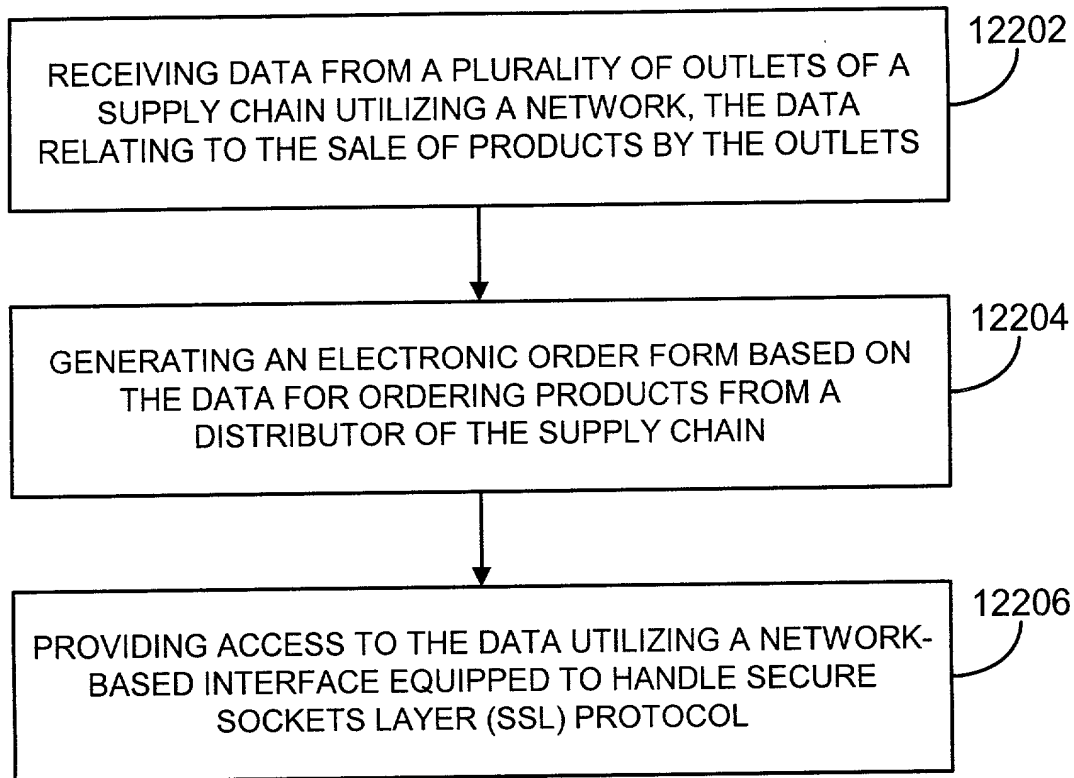 12202
RECEIVING DATA FROM A PLURALITY OF OUTLETS OF A
SUPPLY CHAIN UTILIZING A NETWORK, THE DATA
RELATING TO THE SALE OF PRODUCTS BY THE OUTLETS
12204
GENERATING AN ELECTRONIC ORDER FORM BASED ON
THE DATA FOR ORDERING PRODUCTS FROM A
DISTRIBUTOR OF THE SUPPLY CHAIN
12206
PROVIDING ACCESS TO THE DATA UTILIZING A NETWORK-
BASED INTERFACE EQUIPPED TO HANDLE SECURE
SOCKETS LAYER (SSL) PROTOCOL